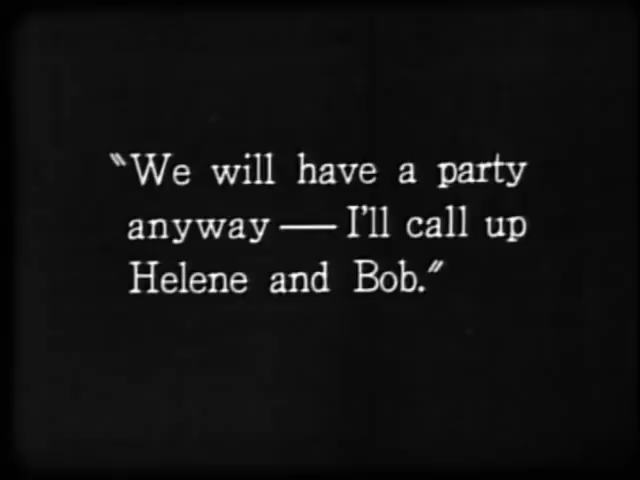 "We will have a party
anyway — I'll call up
Helene and Bob."